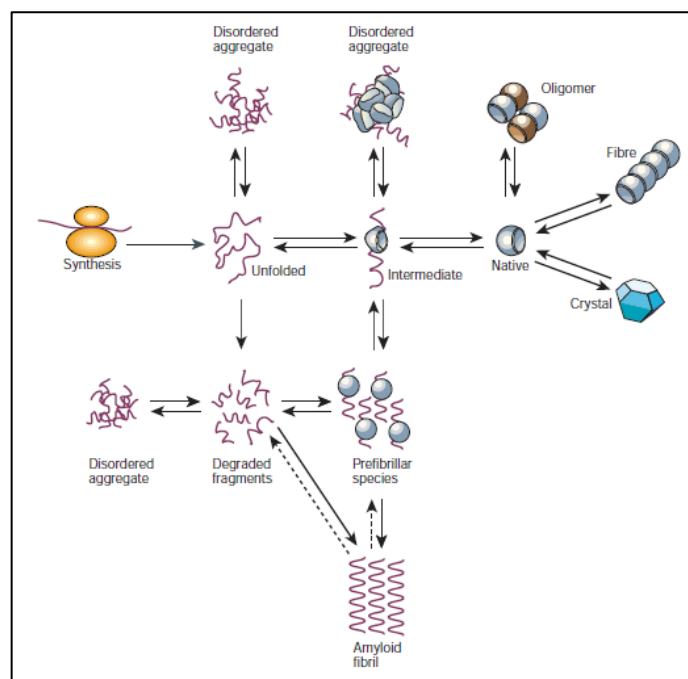 Disordered
aggregate
Disordered
aggregate
Oligomer
Fibre
Synthesis
Unfolded
Intermediate
Native
Crystal
Disordered
aggregate
Degraded
fragments
Prefibrillar
species
Amyloid
fibril